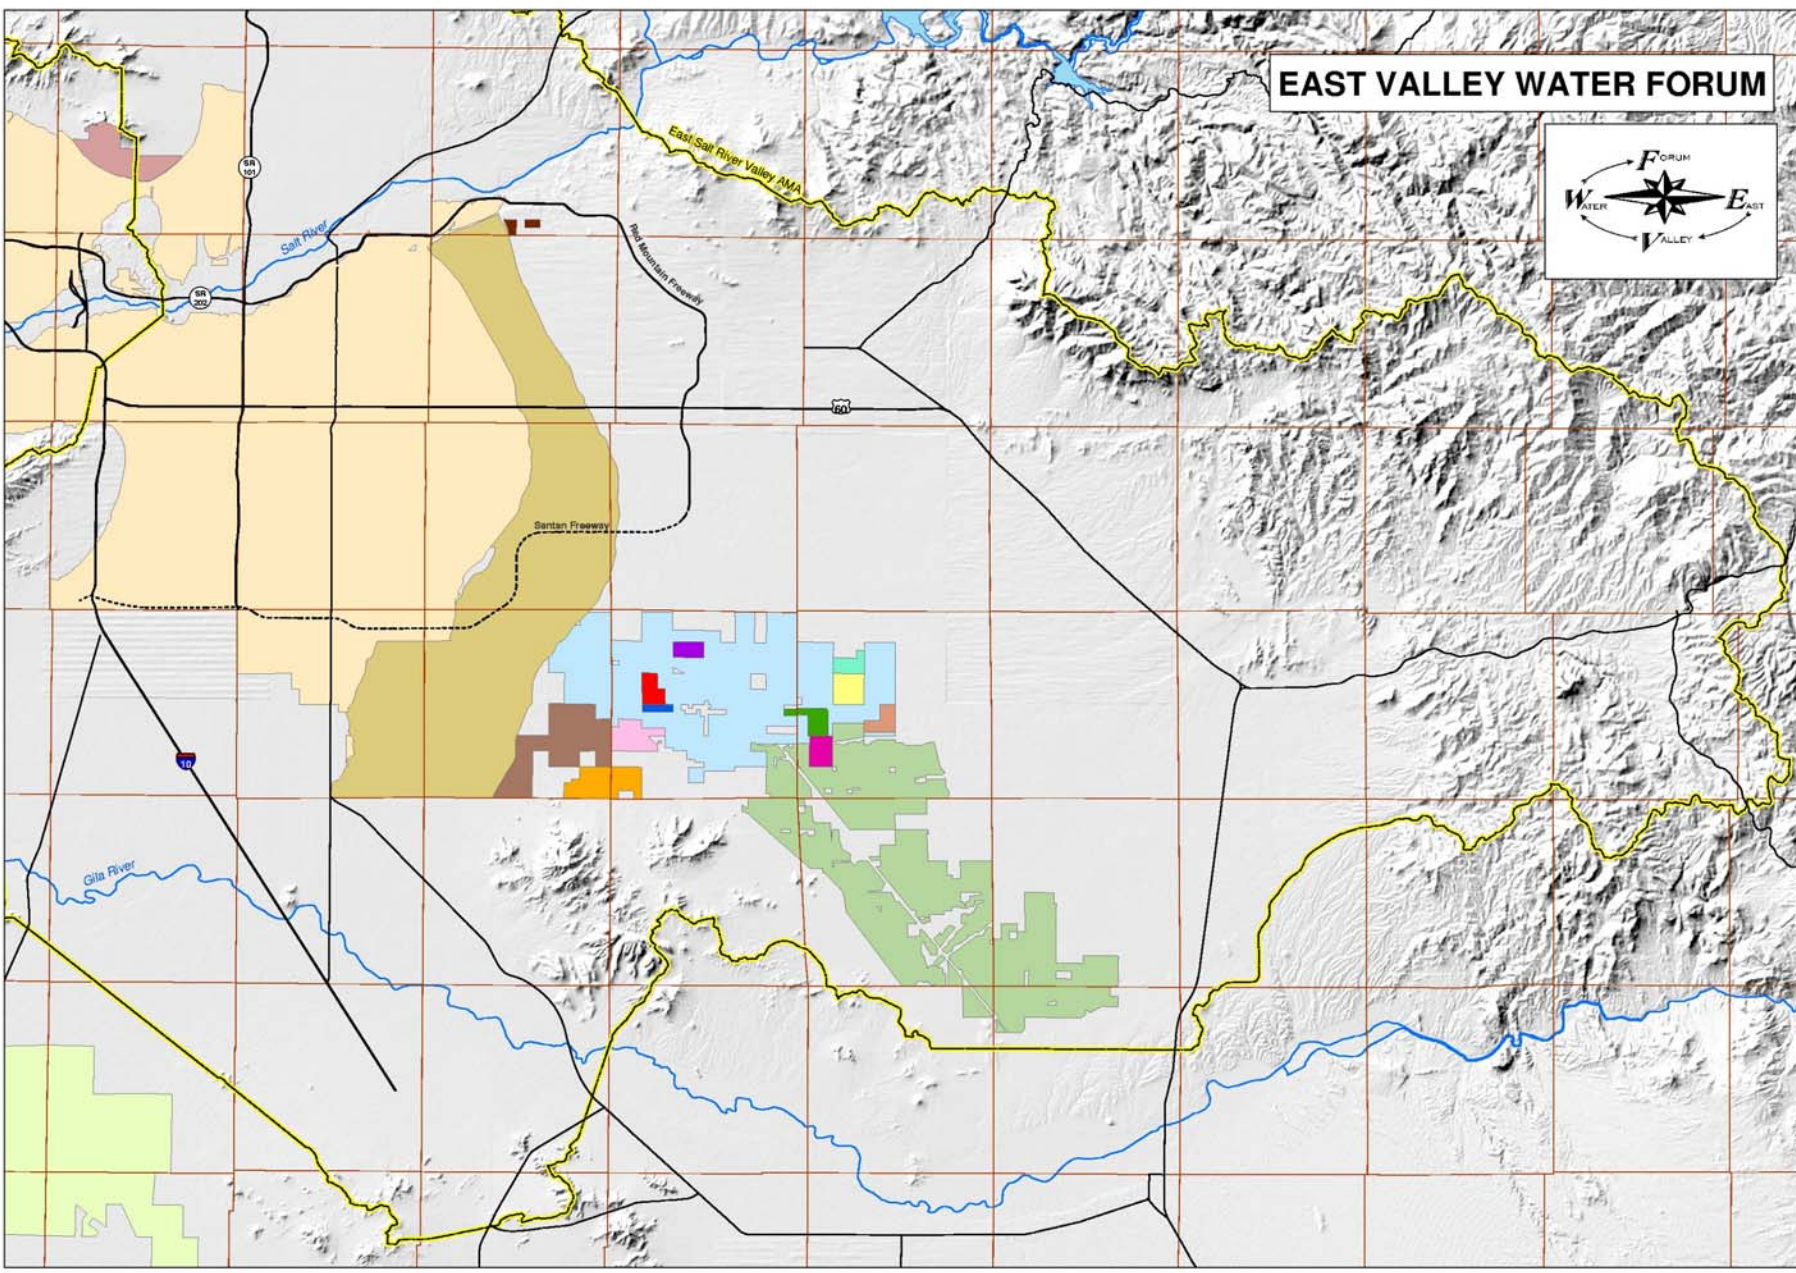 EAST VALLEY WATER FORUM
FORUM
WATER
EAST
VALLEY
East Salt River Valley AMA
SR
101
Salt River
Red Mountain Freeway
SR
202
60
Santan Freeway
10
Gila River